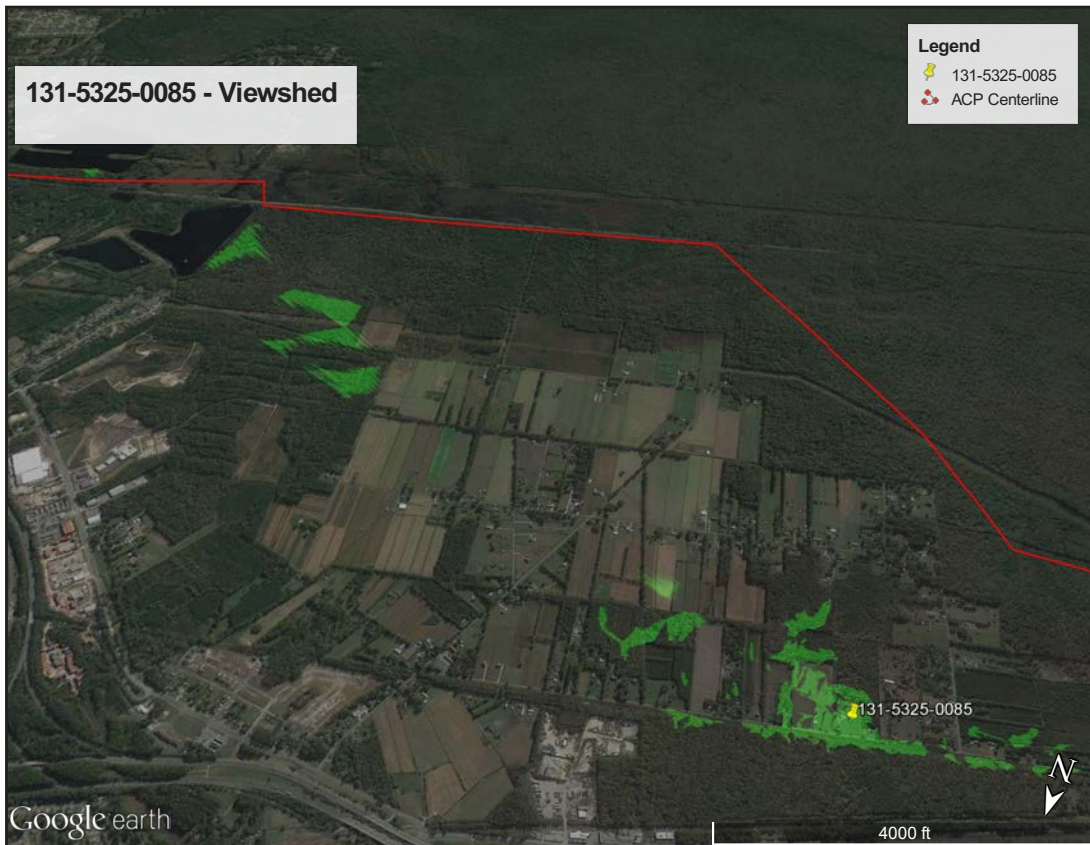 131-5325-0085 - Viewshed
Legend
131-5325-0085
ACP Centerline
131-5325-0085
N
Google earth
4000 ft